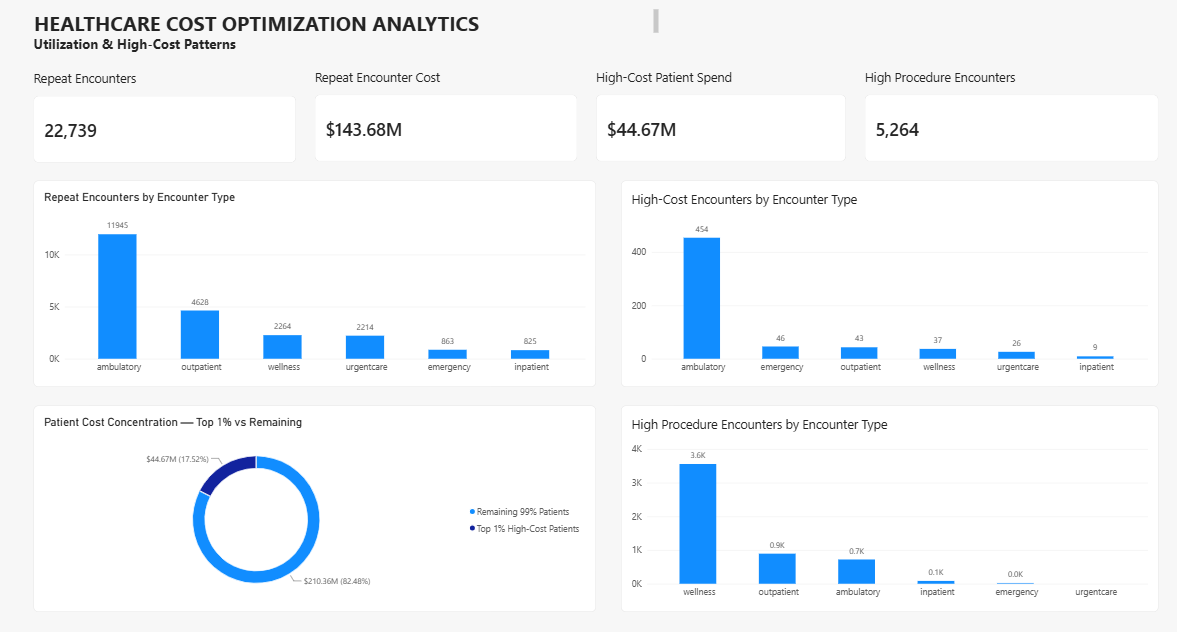 HEALTHCARE COST OPTIMIZATION ANALYTICS
Utilization & High-Cost Patterns
Repeat Encounters
22,739
Repeat Encounter Cost
$143.68M
High-Cost Patient Spend
$44.67M
High Procedure Encounters
5,264
Repeat Encounters by Encounter Type
10K
5K
0K
11945
4628
2264
2214
863
825
ambulatory
outpatient
wellness
urgentcare
emergency
inpatient
High-Cost Encounters by Encounter Type
400
200
0
454
46
43
37
26
9
ambulatory
emergency
outpatient
wellness
urgentcare
inpatient
Patient Cost Concentration — Top 1% vs Remaining
$44.67M (17.52%)
$210.36M (82.48%)
Remaining 99% Patients
Top 1% High-Cost Patients
High Procedure Encounters by Encounter Type
4K
3K
2K
1K
0K
3.6K
0.9K
0.7K
0.1K
0.0K
wellness
outpatient
ambulatory
inpatient
emergency
urgentcare